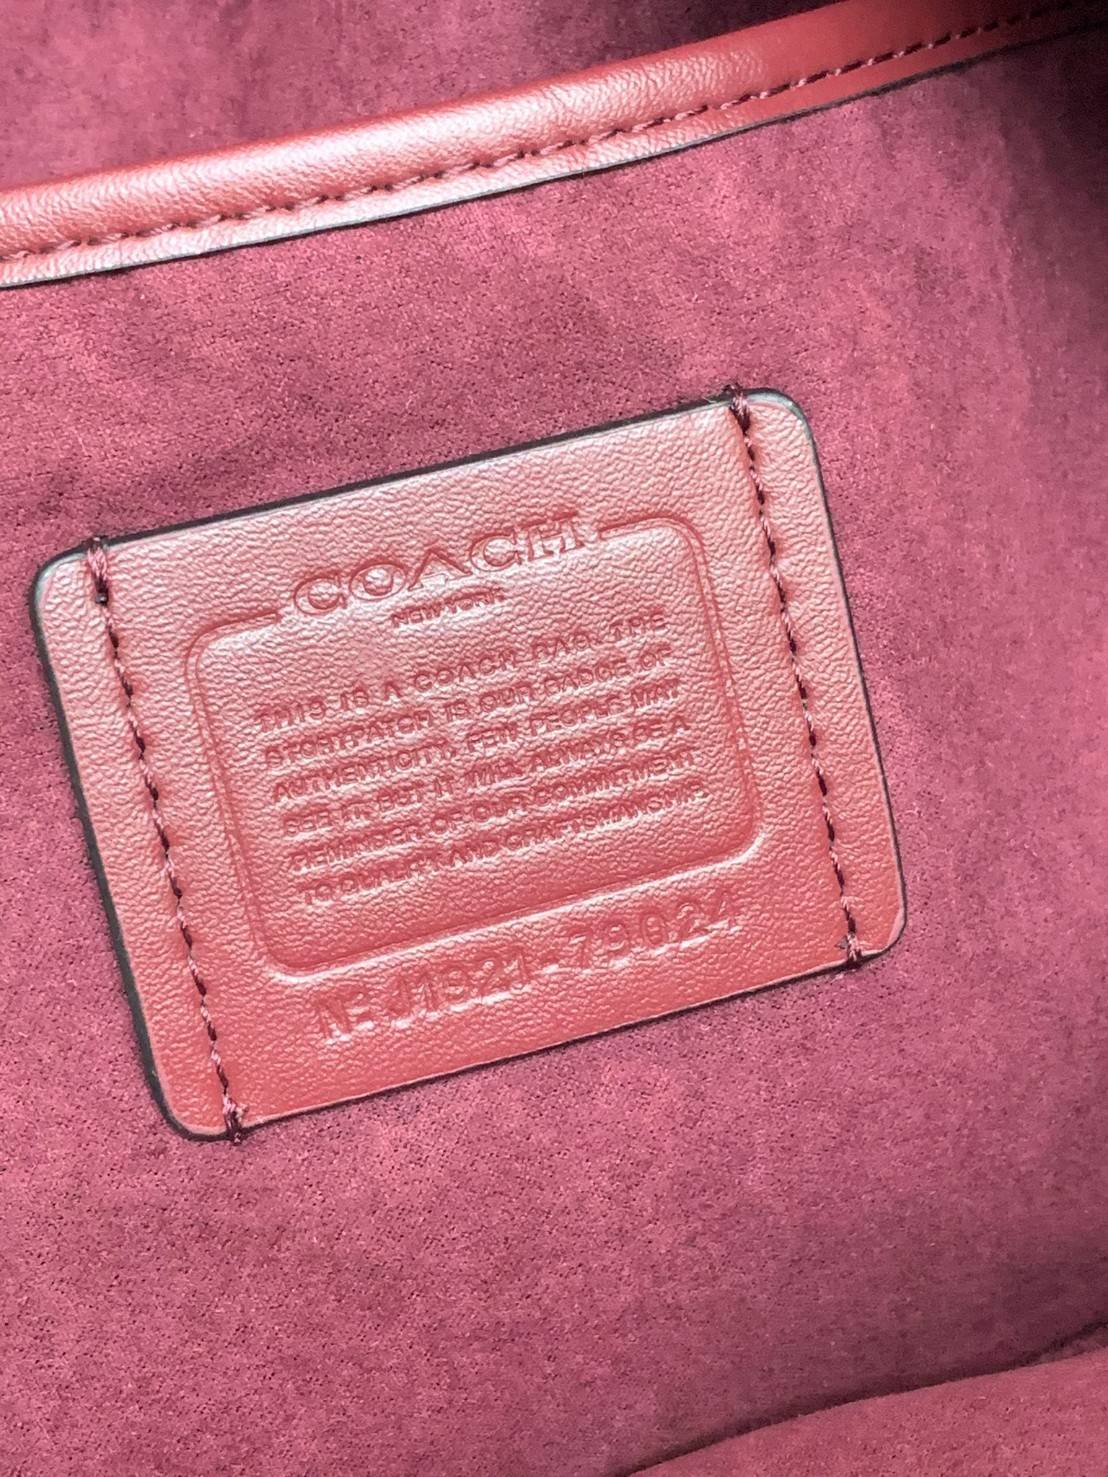 COACH
NEW YORK
THIS IS A COACH BAG. THE
STORYPATCH IS OUR BADGE OF
AUTHENTICITY. FEW PEOPLE MAY
SEE IT, BUT IT WILL ALWAYS BE A
REMINDER OF OUR COMMITMENT
TO QUALITY AND CRAFTSMANSHIP.
Nº J1921-79024